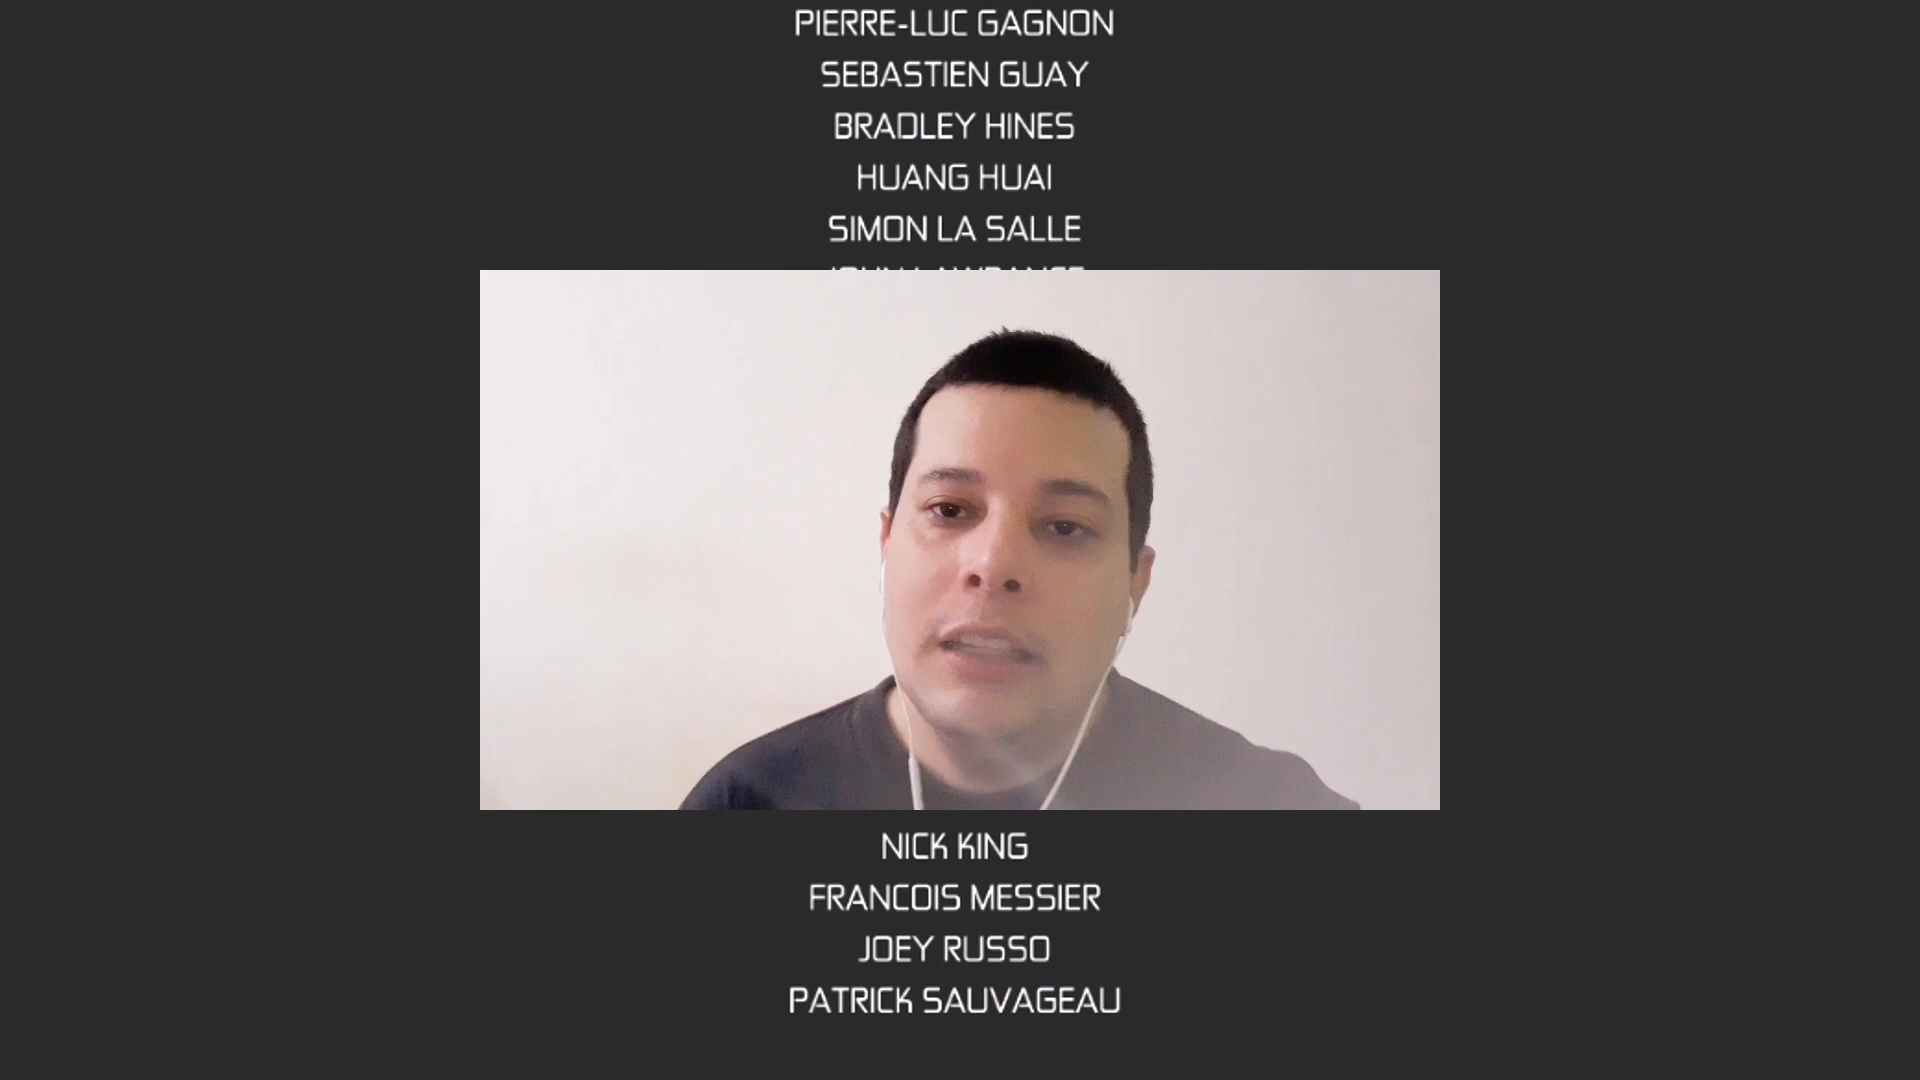 PIERRE-LUC GAGNON
SEBASTIEN GUAY
BRADLEY HINES
HUANG HUAI
SIMON LA SALLE
NICK KING
FRANCOIS MESSIER
JOEY RUSSO
PATRICK SAUVAGEAU